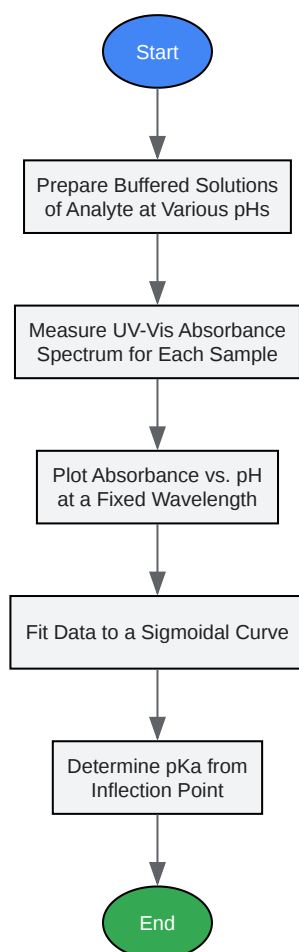 Start
Prepare Buffered Solutions
of Analyte at Various pHs
Measure UV-Vis Absorbance
Spectrum for Each Sample
Plot Absorbance vs. pH
at a Fixed Wavelength
Fit Data to a Sigmoidal Curve
Determine pKa from
Inflection Point
End